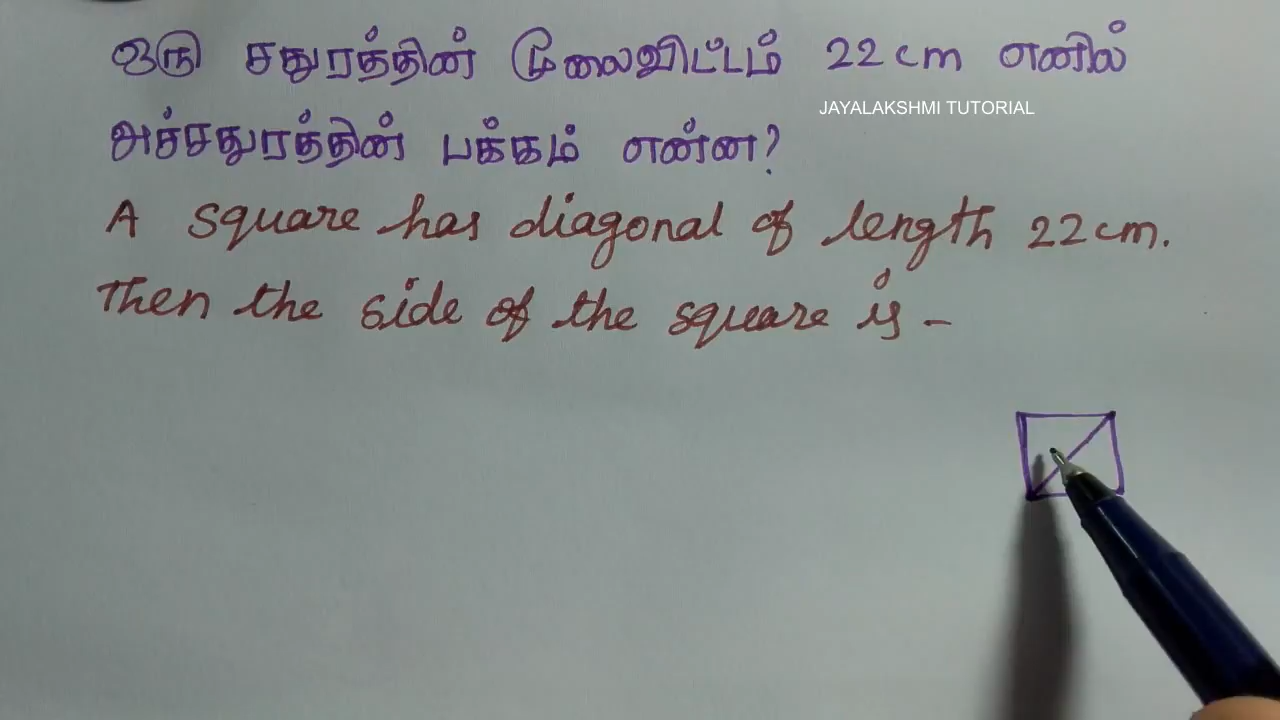 ஒரு சதுரத்தின் மூலைவிட்டம் 22 cm எனில்
JAYALAKSHMI TUTORIAL
அச்சதுரத்தின் பக்கம் என்ன?
A square has diagonal of length 22 cm.
Then the side of the square is -